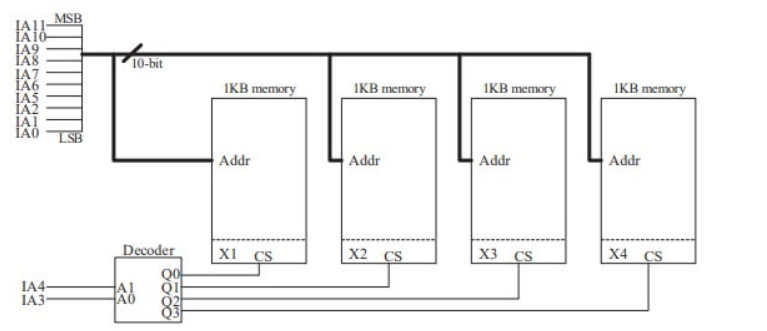 MSB
IA11
IA10
IA9
IA8
IA7
IA6
IA5
IA2
IA1
IA0
LSB
10-bit
1KB memory
1KB memory
1KB memory
1KB memory
Addr
Addr
Addr
Addr
X1 CS
X2 CS
X3 CS
X4 CS
Decoder
Q0
IA4 A1 Q1
IA3 A0 Q2
Q3